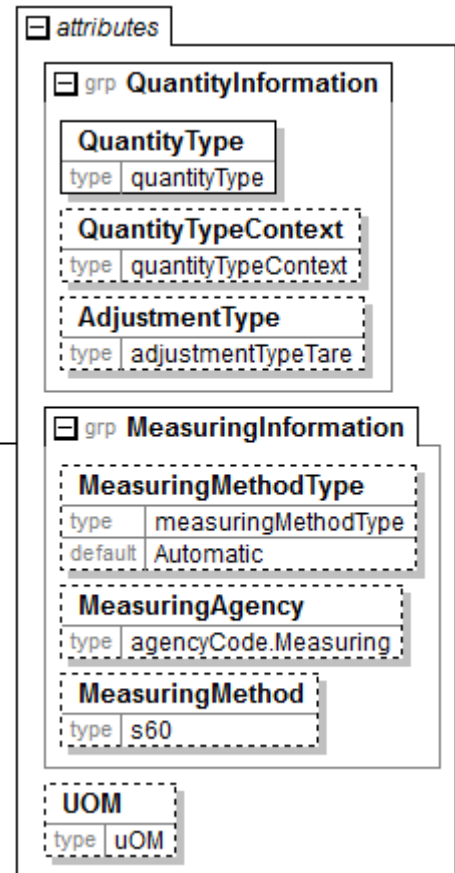 attributes
grp QuantityInformation
QuantityType
type quantityType
QuantityTypeContext
type quantityTypeContext
AdjustmentType
type adjustmentTypeTare
grp MeasuringInformation
MeasuringMethodType
type measuringMethodType
default Automatic
MeasuringAgency
type agencyCode.Measuring
MeasuringMethod
type s60
UOM
type uOM